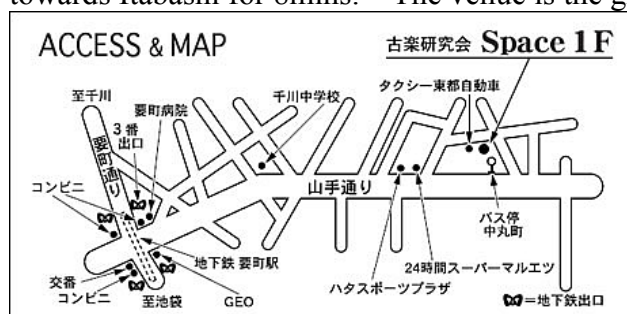 towards Itabashi for 8mins.   The venue is the g
ACCESS & MAP
古楽研究会 Space 1F
タクシー東都自動車
千川中学校
至千川
要町病院
3番
出口
要町通り
コンビニ
山手通り
バス停
中丸町
地下鉄 要町駅
24時間スーパーマルエツ
ハタスポーツプラザ
交番
コンビニ
至池袋
GEO
=地下鉄出口